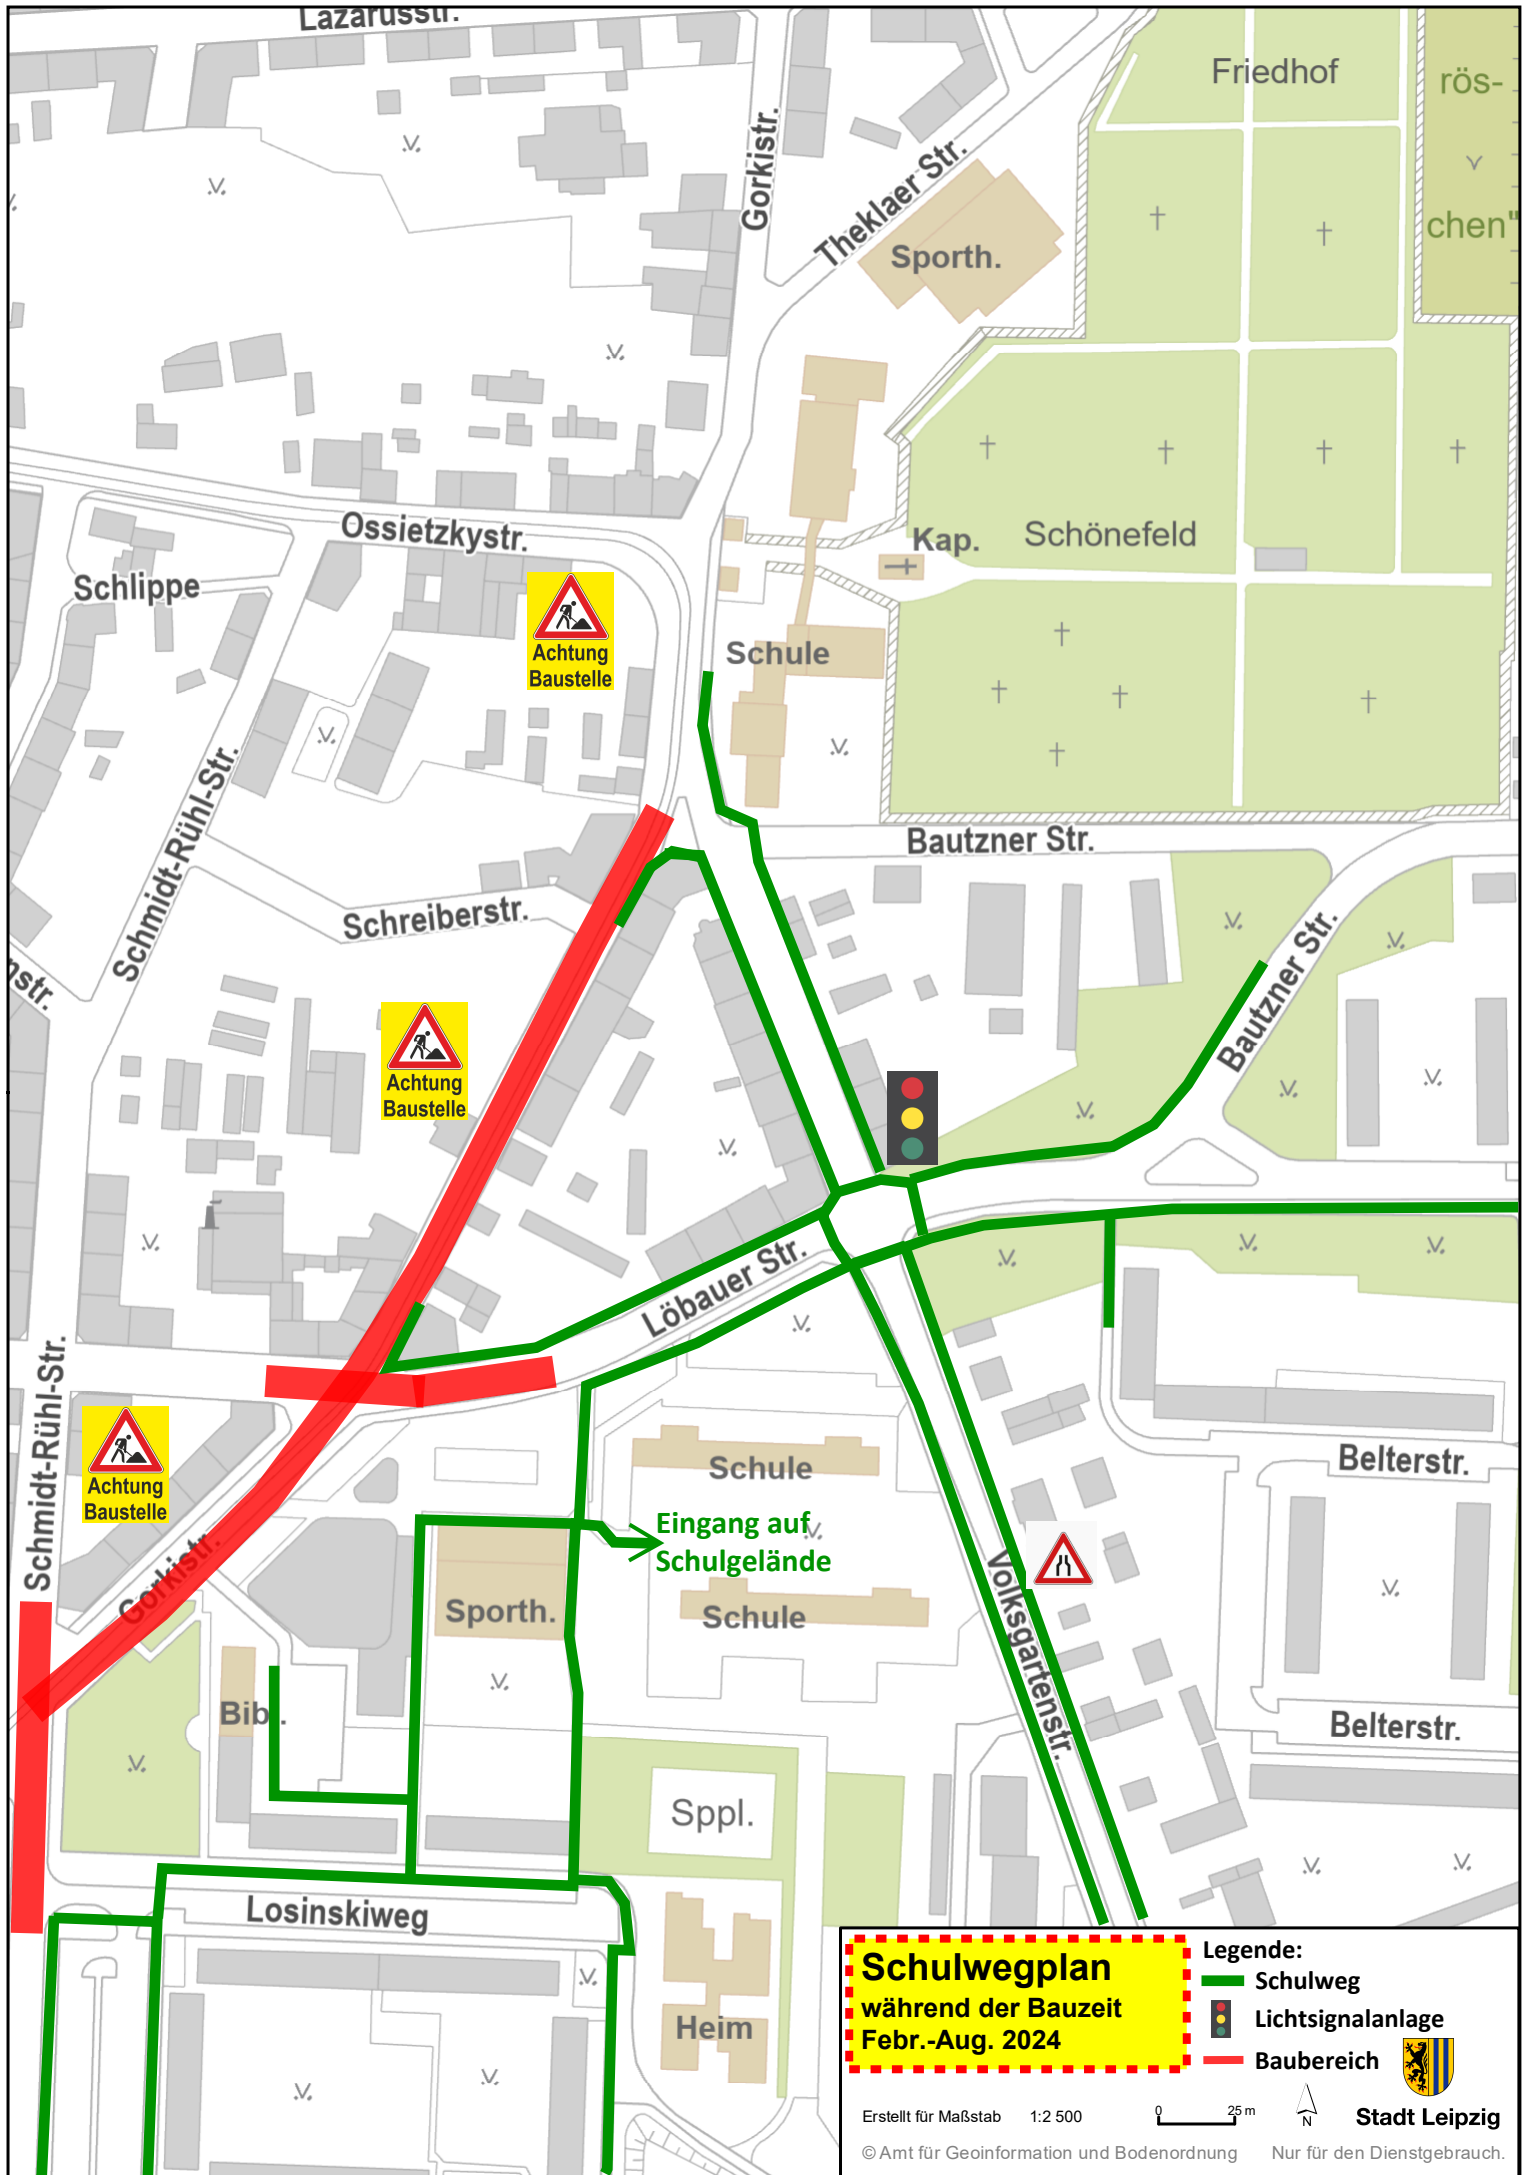 Lazarusstr.
Friedhof
rös-
chen"
Gorkistr.
Theklaer Str.
Sporth.
Ossietzkystr.
Kap.
Schönefeld
Schlippe
Achtung
Baustelle
Schule
Schmidt-Rühl-Str.
Bautzner Str.
Schreiberstr.
nstr.
Bautzner Str.
Achtung
Baustelle
Löbauer Str.
Schmidt-Rühl-Str.
Achtung
Baustelle
Schule
Belterstr.
Eingang auf
Schulgelände
Gorkistr.
Sporth.
Schule
Volksgartenstr.
Bibl.
Belterstr.
Sppl.
Losinskiweg
Heim
Schulwegplan
während der Bauzeit
Febr.-Aug. 2024
Legende:
Schulweg
Lichtsignalanlage
Baubereich
Erstellt für Maßstab 1:2 500
0 25 m
N
Stadt Leipzig
© Amt für Geoinformation und Bodenordnung Nur für den Dienstgebrauch.